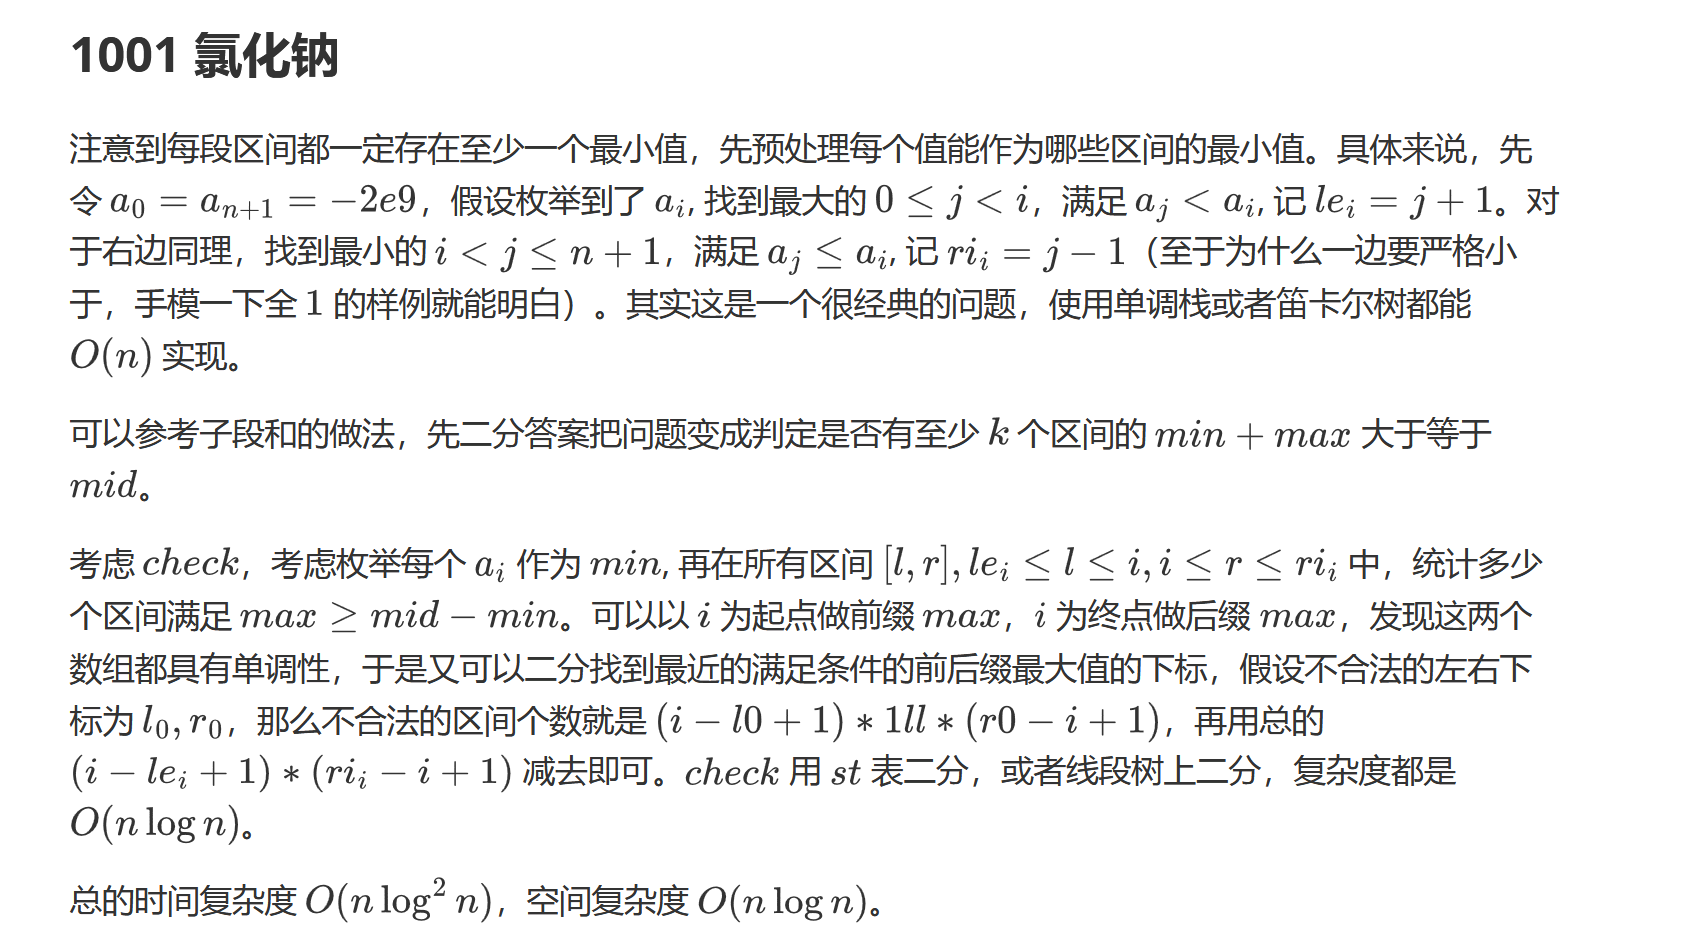 1001 氯化钠
注意到每段区间都一定存在至少一个最小值，先预处理每个值能作为哪些区间的最小值。具体来说，先
令 a_0 = a_{n+1} = −2e9，假设枚举到了 a_i, 找到最大的 0 ≤ j < i，满足 a_j < a_i, 记 le_i = j + 1。对
于右边同理，找到最小的 i < j ≤ n + 1，满足 a_j ≤ a_i, 记 ri_i = j − 1（至于为什么一边要严格小
于，手模一下全 1 的样例就能明白）。其实这是一个很经典的问题，使用单调栈或者笛卡尔树都能
O(n) 实现。
可以参考子段和的做法，先二分答案把问题变成判定是否有至少 k 个区间的 min + max 大于等于
mid。
考虑 check，考虑枚举每个 a_i 作为 min, 再在所有区间 [l, r], le_i ≤ l ≤ i, i ≤ r ≤ ri_i 中，统计多少
个区间满足 max ≥ mid − min。可以以 i 为起点做前缀 max，i 为终点做后缀 max，发现这两个
数组都具有单调性，于是又可以二分找到最近的满足条件的前后缀最大值的下标，假设不合法的左右下
标为 l_0, r_0，那么不合法的区间个数就是 (i − l0 + 1) ∗ 1ll ∗ (r0 − i + 1)，再用总的
(i − le_i + 1) ∗ (ri_i − i + 1) 减去即可。check 用 st 表二分，或者线段树上二分，复杂度都是
O(n log n)。
总的时间复杂度 O(n log² n)，空间复杂度 O(n log n)。